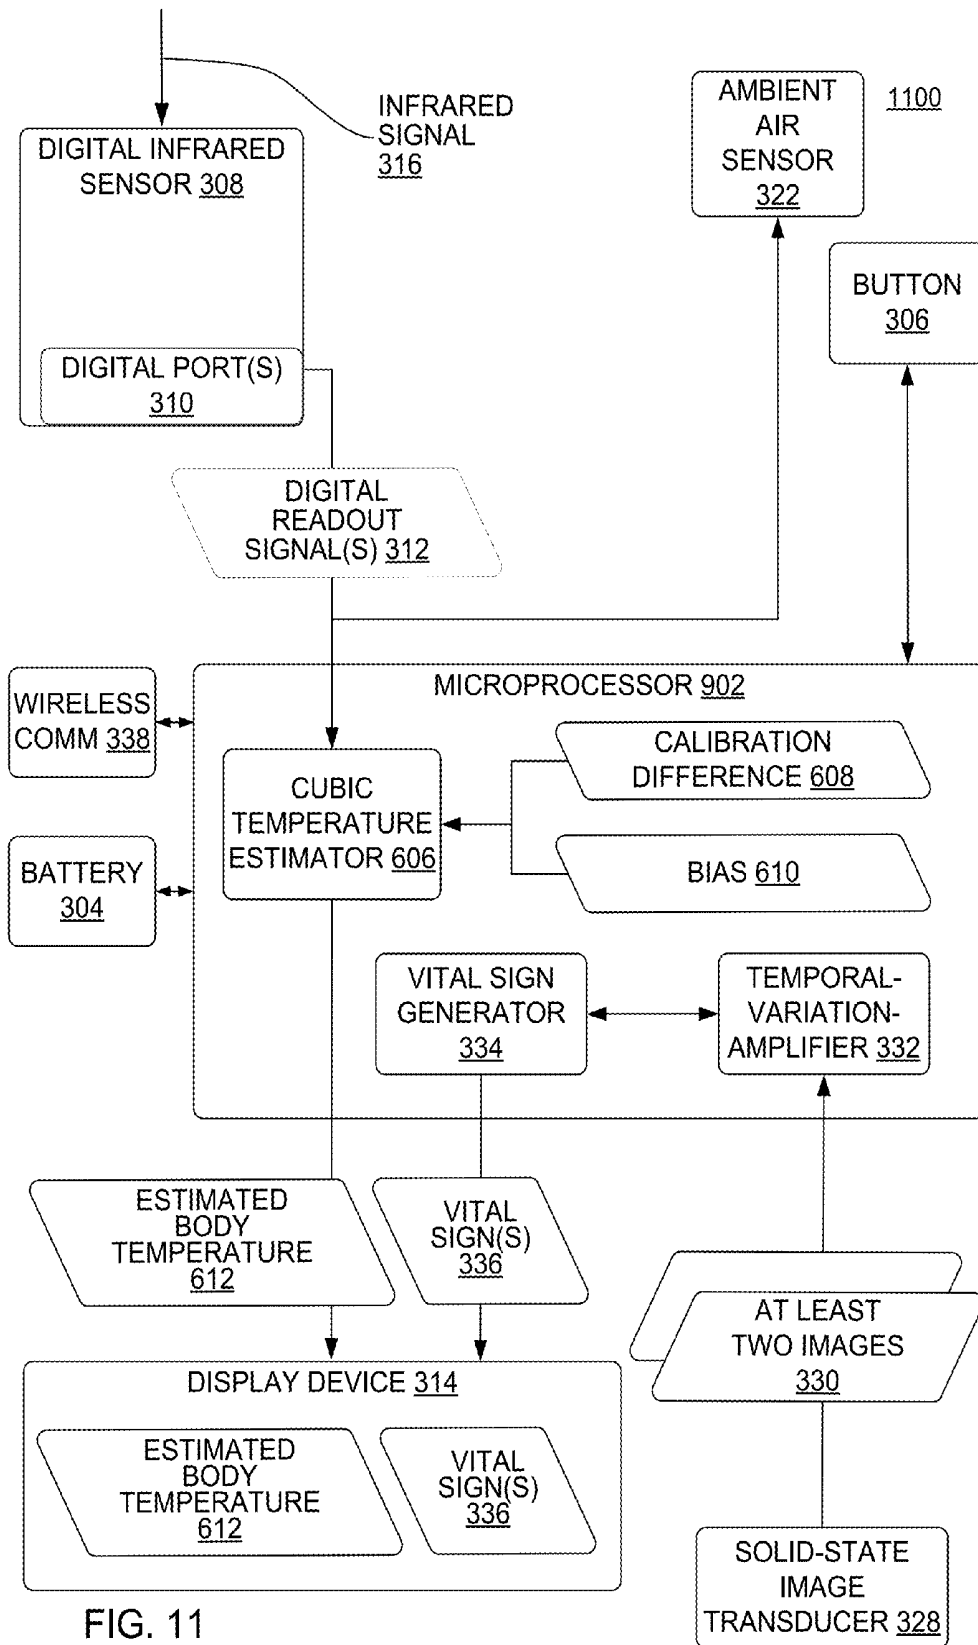 INFRARED
SIGNAL
316
AMBIENT
AIR
SENSOR
322
1100
DIGITAL INFRARED
SENSOR 308
BUTTON
306
DIGITAL PORT(S)
310
DIGITAL
READOUT
SIGNAL(S) 312
MICROPROCESSOR 902
WIRELESS
COMM 338
CALIBRATION
DIFFERENCE 608
CUBIC
TEMPERATURE
ESTIMATOR 606
BATTERY
304
BIAS 610
VITAL SIGN
GENERATOR
334
TEMPORAL-
VARIATION-
AMPLIFIER 332
ESTIMATED
BODY
TEMPERATURE
612
VITAL
SIGN(S)
336
AT LEAST
TWO IMAGES
330
DISPLAY DEVICE 314
ESTIMATED
BODY
TEMPERATURE
612
VITAL
SIGN(S)
336
SOLID-STATE
IMAGE
TRANSDUCER 328
FIG. 11